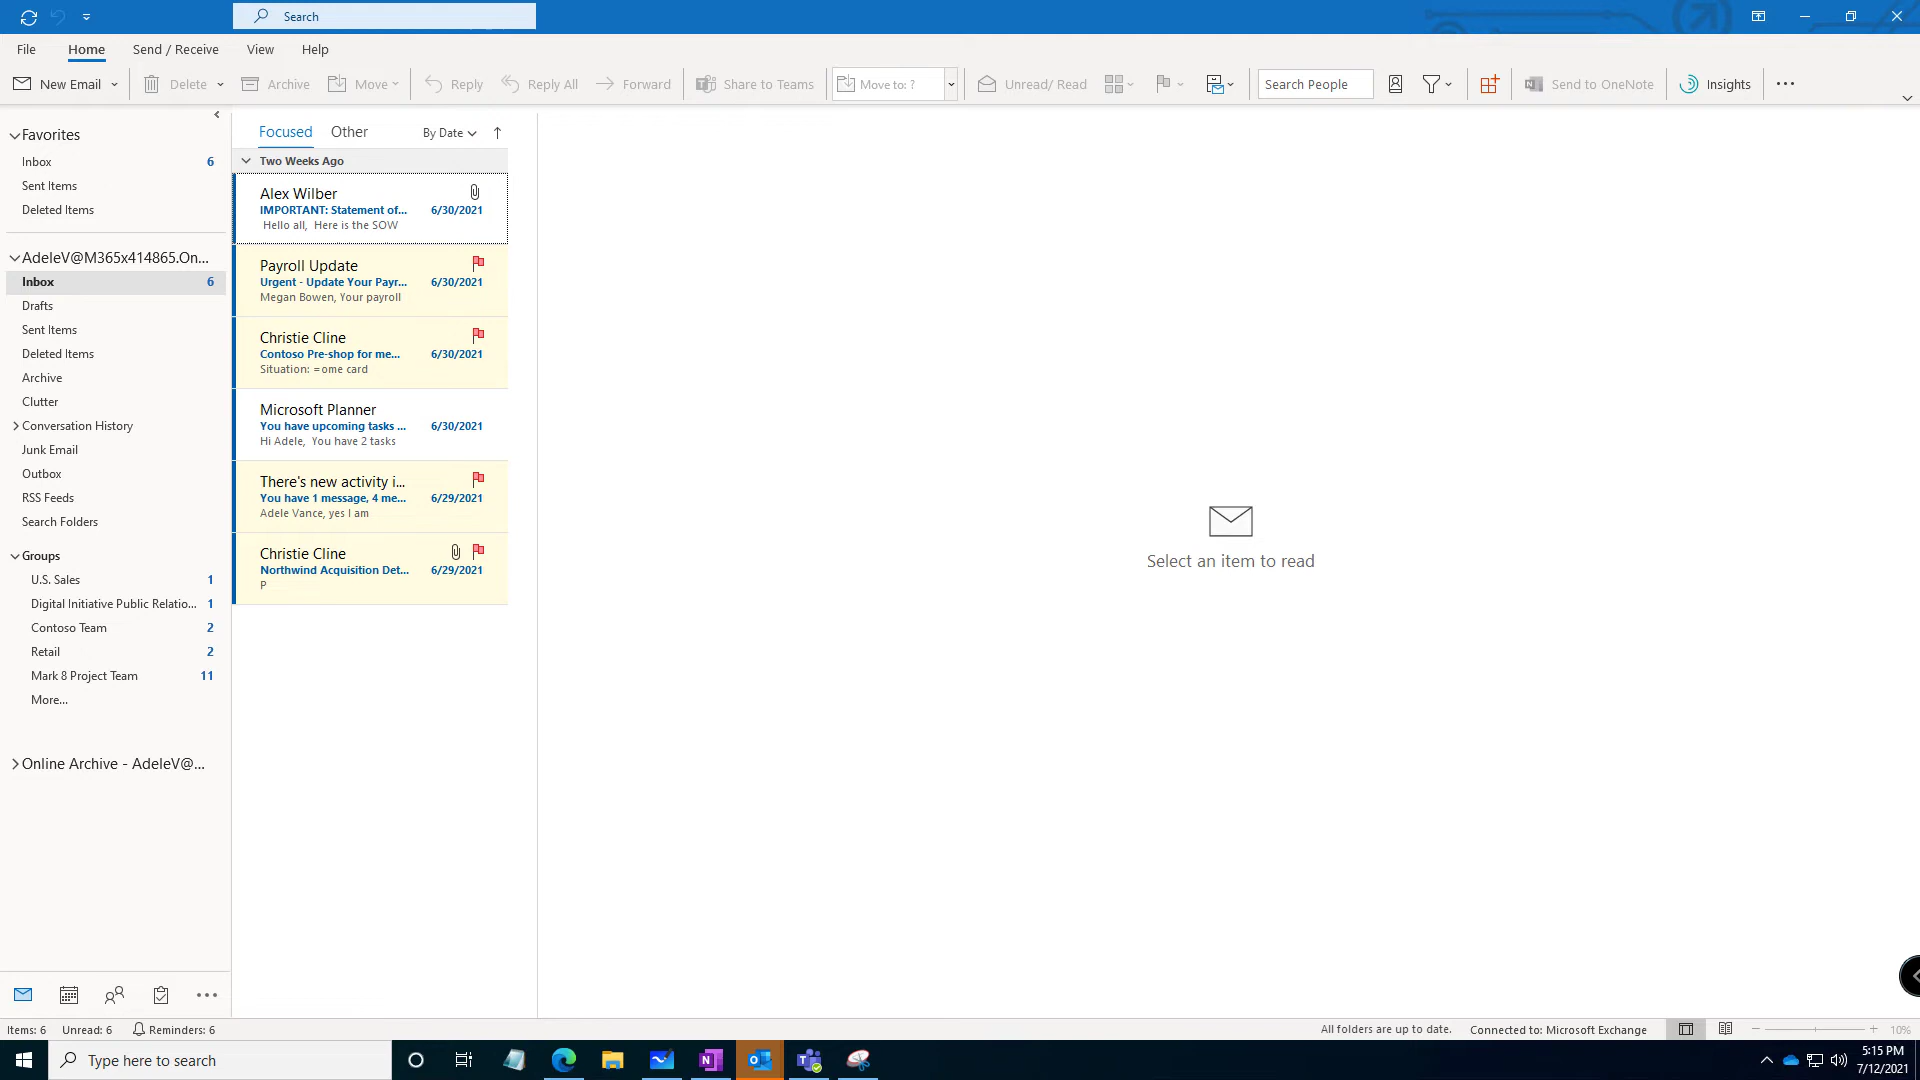 Search
File Home Send / Receive View Help
New Email Delete Archive Move Reply Reply All Forward Share to Teams Move to: ? Unread/ Read Search People Send to OneNote Insights
Favorites
Inbox 6
Sent Items
Deleted Items
AdeleV@M365x414865.On...
Inbox 6
Drafts
Sent Items
Deleted Items
Archive
Clutter
Conversation History
Junk Email
Outbox
RSS Feeds
Search Folders
Groups
U.S. Sales 1
Digital Initiative Public Relatio... 1
Contoso Team 2
Retail 2
Mark 8 Project Team 11
More...
Online Archive - AdeleV@...
Focused Other By Date
Two Weeks Ago
Alex Wilber
IMPORTANT: Statement of... 6/30/2021
Hello all, Here is the SOW
Payroll Update
Urgent - Update Your Payr... 6/30/2021
Megan Bowen, Your payroll
Christie Cline
Contoso Pre-shop for me... 6/30/2021
Situation: =ome card
Microsoft Planner
You have upcoming tasks ... 6/30/2021
Hi Adele, You have 2 tasks
There's new activity i...
You have 1 message, 4 me... 6/29/2021
Adele Vance, yes I am
Christie Cline
Northwind Acquisition Det... 6/29/2021
P
Select an item to read
Items: 6 Unread: 6 Reminders: 6 All folders are up to date. Connected to: Microsoft Exchange 10%
Type here to search
5:15 PM
7/12/2021